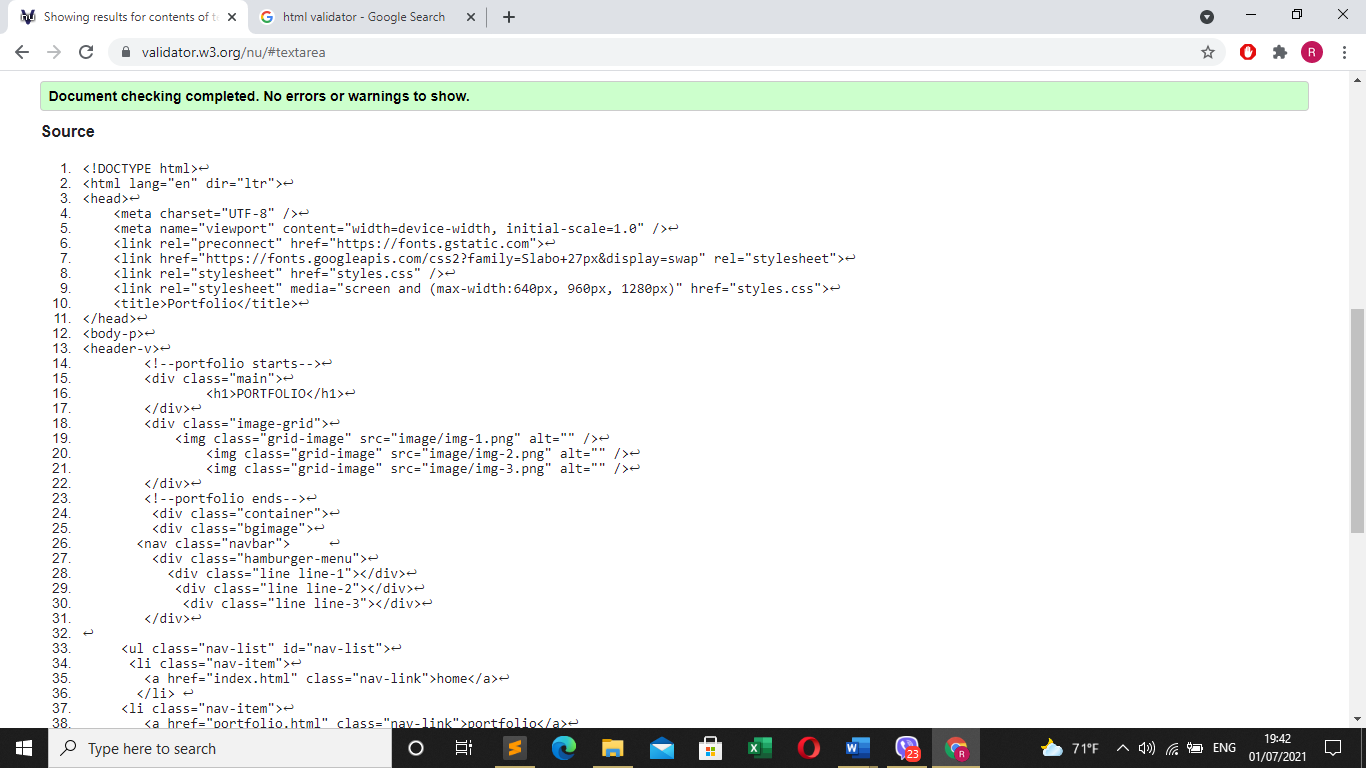 Showing results for contents of t
html validator - Google Search
validator.w3.org/nu/#textarea
R
Document checking completed. No errors or warnings to show.
Source
1. <!DOCTYPE html>↩
2. <html lang="en" dir="ltr">↩
3. <head>↩
4. <meta charset="UTF-8" />↩
5. <meta name="viewport" content="width=device-width, initial-scale=1.0" />↩
6. <link rel="preconnect" href="https://fonts.gstatic.com">↩
7. <link href="https://fonts.googleapis.com/css2?family=Slabo+27px&display=swap" rel="stylesheet">↩
8. <link rel="stylesheet" href="styles.css" />↩
9. <link rel="stylesheet" media="screen and (max-width:640px, 960px, 1280px)" href="styles.css">↩
10. <title>Portfolio</title>↩
11. </head>↩
12. <body-p>↩
13. <header-v>↩
14. <!--portfolio starts-->↩
15. <div class="main">↩
16. <h1>PORTFOLIO</h1>↩
17. </div>↩
18. <div class="image-grid">↩
19. <img class="grid-image" src="image/img-1.png" alt="" />↩
20. <img class="grid-image" src="image/img-2.png" alt="" />↩
21. <img class="grid-image" src="image/img-3.png" alt="" />↩
22. </div>↩
23. <!--portfolio ends-->↩
24. <div class="container">↩
25. <div class="bgimage">↩
26. <nav class="navbar"> ↩
27. <div class="hamburger-menu">↩
28. <div class="line line-1"></div>↩
29. <div class="line line-2"></div>↩
30. <div class="line line-3"></div>↩
31. </div>↩
32. ↩
33. <ul class="nav-list" id="nav-list">↩
34. <li class="nav-item">↩
35. <a href="index.html" class="nav-link">home</a>↩
36. </li> ↩
37. <li class="nav-item">↩
38. <a href="portfolio.html" class="nav-link">portfolio</a>↩
Type here to search
23
R
71°F
ENG
19:42
01/07/2021